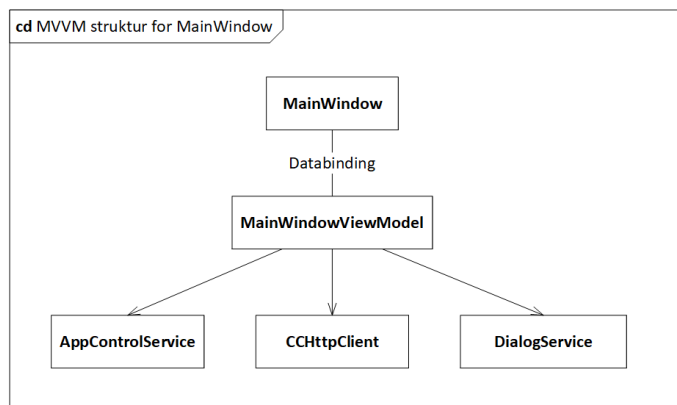 cd MVVM struktur for MainWindow
MainWindow
Databinding
MainWindowViewModel
AppControlService
CCHttpClient
DialogService